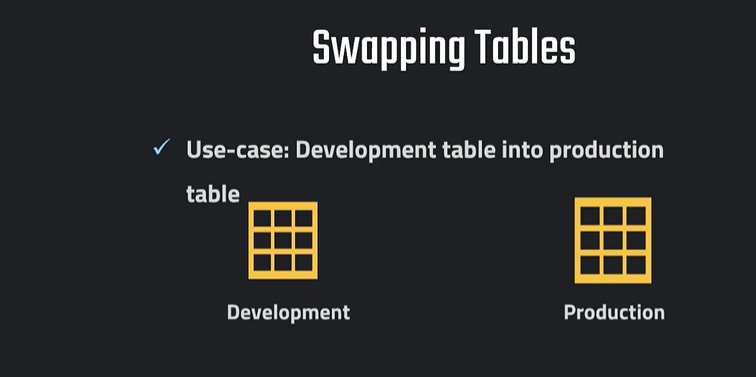 Swapping Tables
Use-case: Development table into production
table
Development
Production